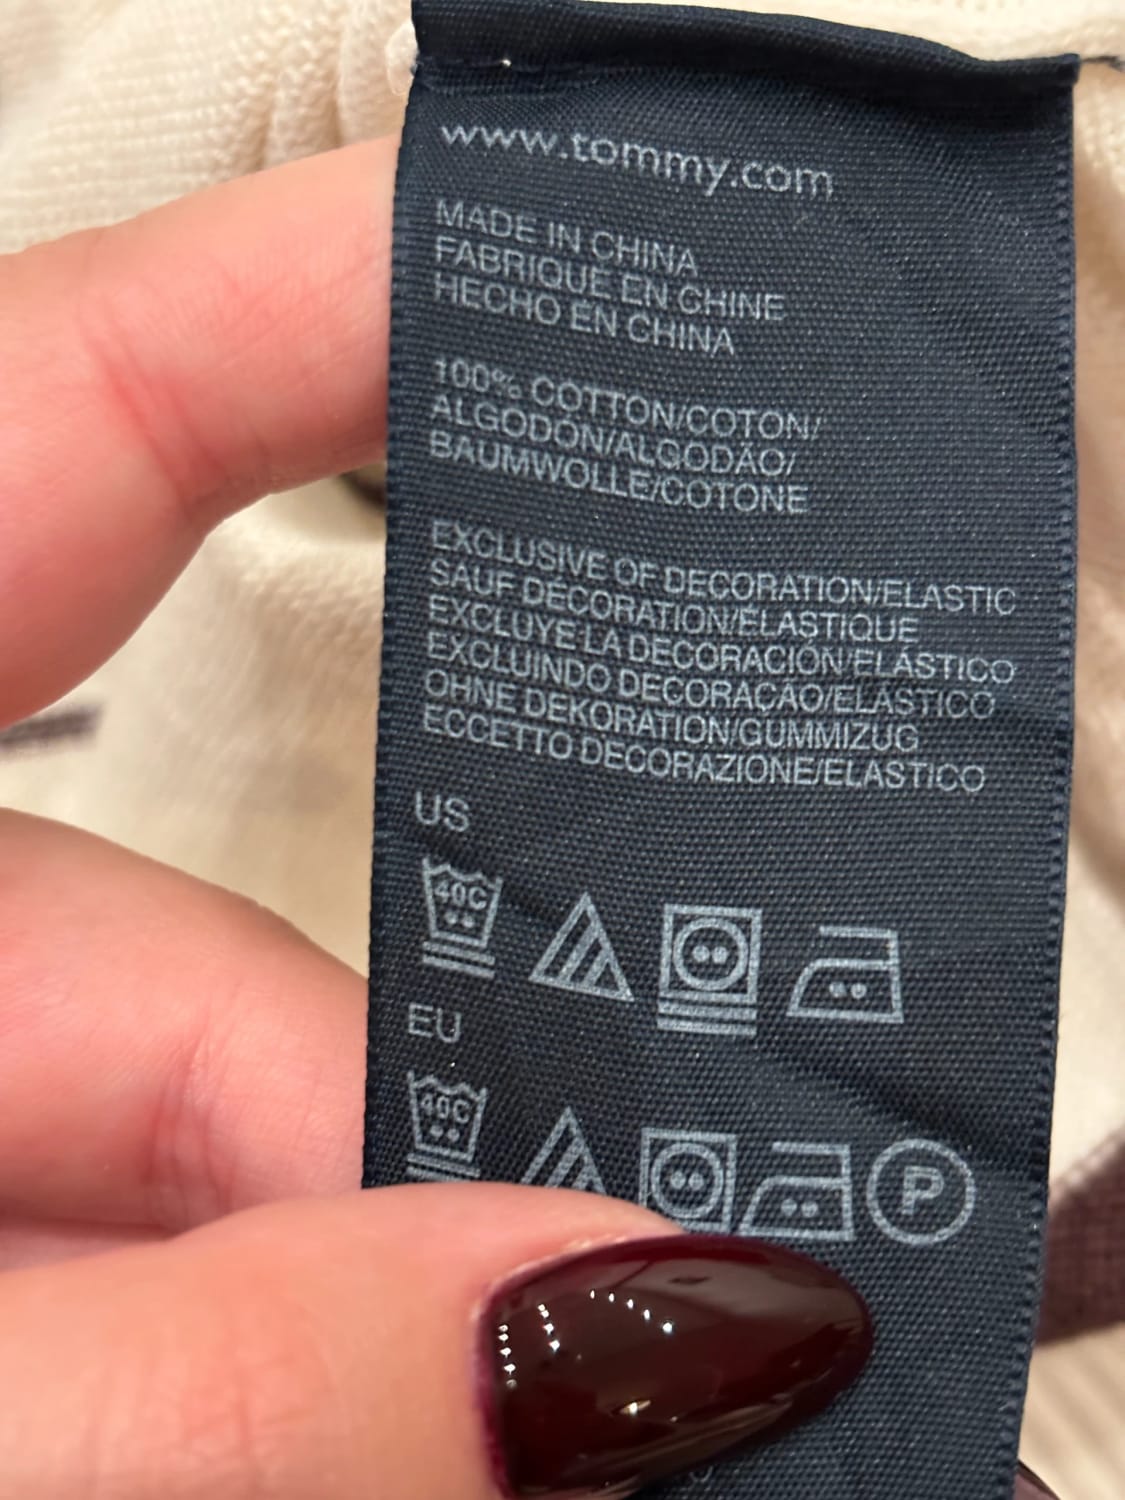 www.tommy.com
MADE IN CHINA
FABRIQUÉ EN CHINE
HECHO EN CHINA
100% COTTON/COTON/
ALGODON/ALGODÃO/
BAUMWOLLE/COTONE
EXCLUSIVE OF DECORATION/ELASTIC
SAUF DÉCORATION/ÉLASTIQUE
EXCLUYE LA DECORACIÓN/ELÁSTICO
EXCLUINDO DECORAÇÃO/ELÁSTICO
OHNE DEKORATION/GUMMIZUG
ECCETTO DECORAZIONE/ELASTICO
US
40C
EU
40C
P